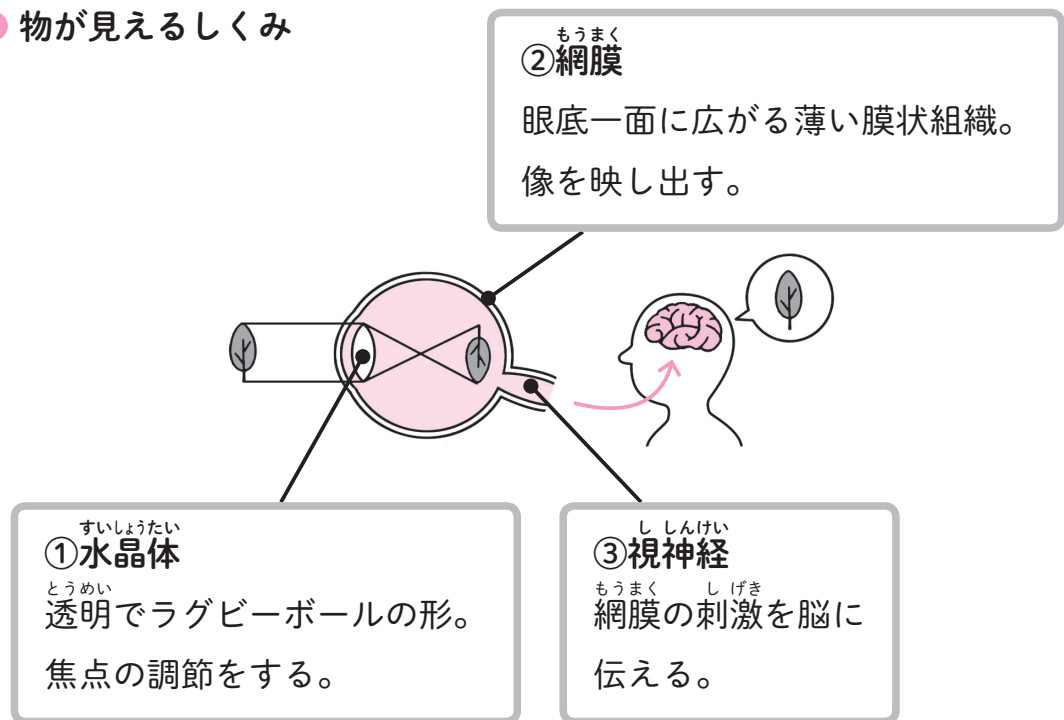 物が見えるしくみ
もうまく
②網膜
眼底一面に広がる薄い膜状組織。
像を映し出す。
すいしょうたい
①水晶体
とうめい
透明でラグビーボールの形。
焦点の調節をする。
ししんけい
③視神経
もうまく しげき
網膜の刺激を脳に
伝える。